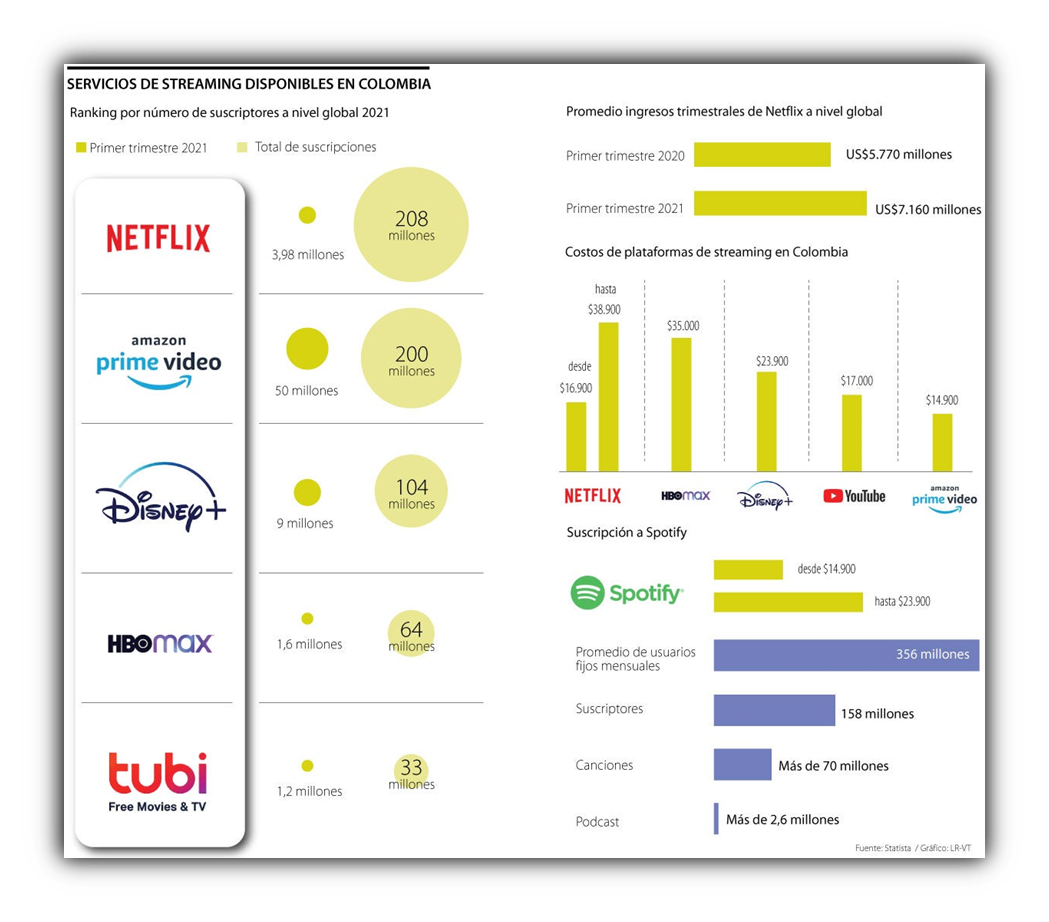 SERVICIOS DE STREAMING DISPONIBLES EN COLOMBIA
Ranking por número de suscriptores a nivel global 2021
Primer trimestre 2021
Total de suscripciones
NETFLIX
3,98 millones
208
millones
amazon
prime video
50 millones
200
millones
Disney+
9 millones
104
millones
HBOmax
1,6 millones
64
millones
tubi
Free Movies & TV
1,2 millones
33
millones
Promedio ingresos trimestrales de Netflix a nivel global
Primer trimestre 2020
US$5.770 millones
Primer trimestre 2021
US$7.160 millones
Costos de plataformas de streaming en Colombia
desde
$16.900
hasta
$38.900
$35.000
$23.900
$17.000
$14.900
NETFLIX
HBOmax
Disney+
YouTube
amazon
prime video
Suscripción a Spotify
Spotify
desde $14.900
hasta $23.900
Promedio de usuarios
fijos mensuales
356 millones
Suscriptores
158 millones
Canciones
Más de 70 millones
Podcast
Más de 2,6 millones
Fuente: Statista / Gráfico: LR-VT